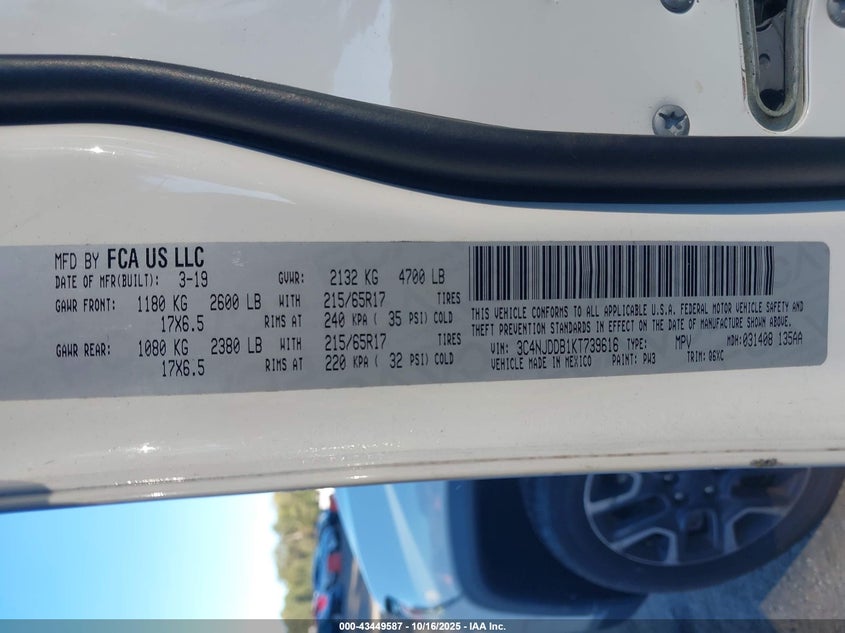 MFD BY FCA US LLC
DATE OF MFR(BUILT): 3-19 GVWR: 2132 KG 4700 LB
GAWR FRONT: 1180 KG 2600 LB WITH 215/65R17 TIRES
17X6.5 RIMS AT 240 KPA ( 35 PSI) COLD
GAWR REAR: 1080 KG 2380 LB WITH 215/65R17 TIRES
17X6.5 RIMS AT 220 KPA ( 32 PSI) COLD
THIS VEHICLE CONFORMS TO ALL APPLICABLE U.S.A. FEDERAL MOTOR VEHICLE SAFETY AND
THEFT PREVENTION STANDARDS IN EFFECT ON THE DATE OF MANUFACTURE SHOWN ABOVE.
VIN: 3C4NJDDB1KT739616 TYPE: MPV MDH: 031408 135AA
VEHICLE MADE IN MEXICO PAINT: PW3 TRIM: Q6XC
000-43449587 - 10/16/2025 - IAA Inc.